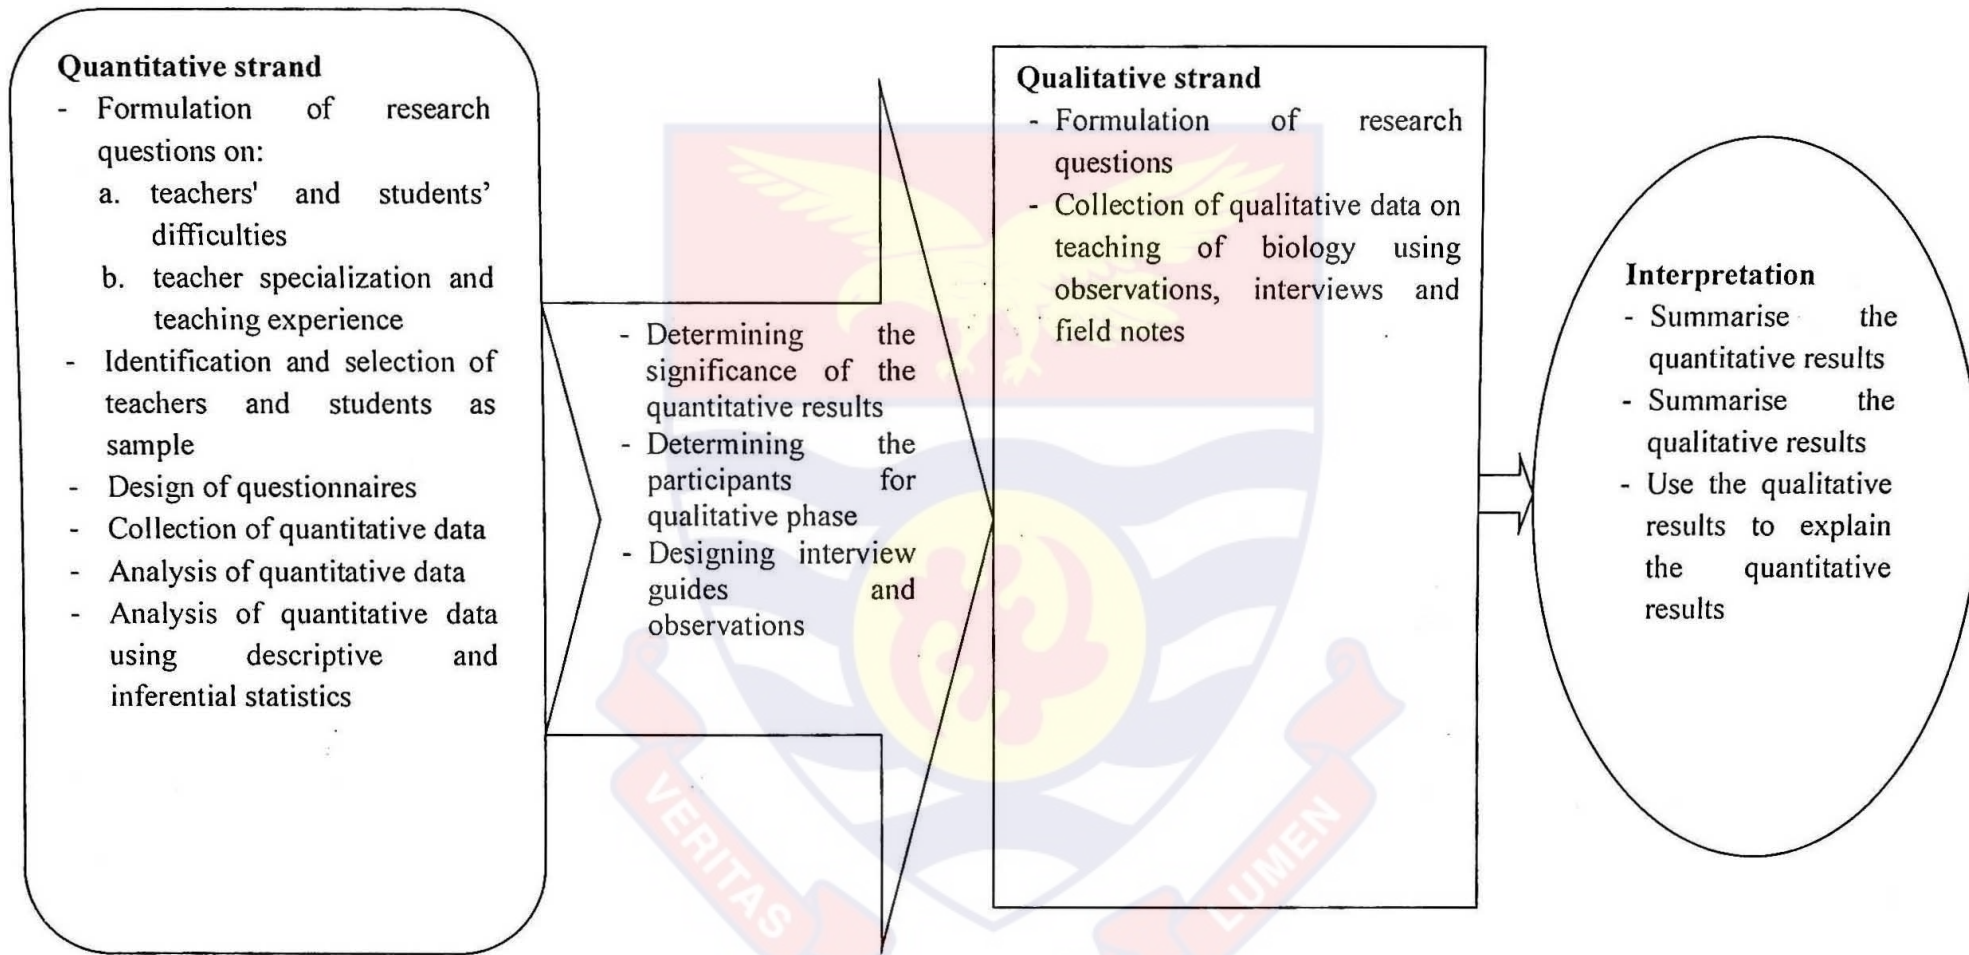 Quantitative strand
- Formulation of research
questions on:
a. teachers' and students’
difficulties
b. teacher specialization and
teaching experience
- Identification and selection of
teachers and students as
sample
- Design of questionnaires
- Collection of quantitative data
- Analysis of quantitative data
- Analysis of quantitative data
using descriptive and
inferential statistics
- Determining the
significance of the
quantitative results
- Determining the
participants for
qualitative phase
- Designing interview
guides and
observations
Qualitative strand
- Formulation of research
questions
- Collection of qualitative data on
teaching of biology using
observations, interviews and
field notes
Interpretation
- Summarise the
quantitative results
- Summarise the
qualitative results
- Use the qualitative
results to explain
the quantitative
results
VERITAS
LUMEN